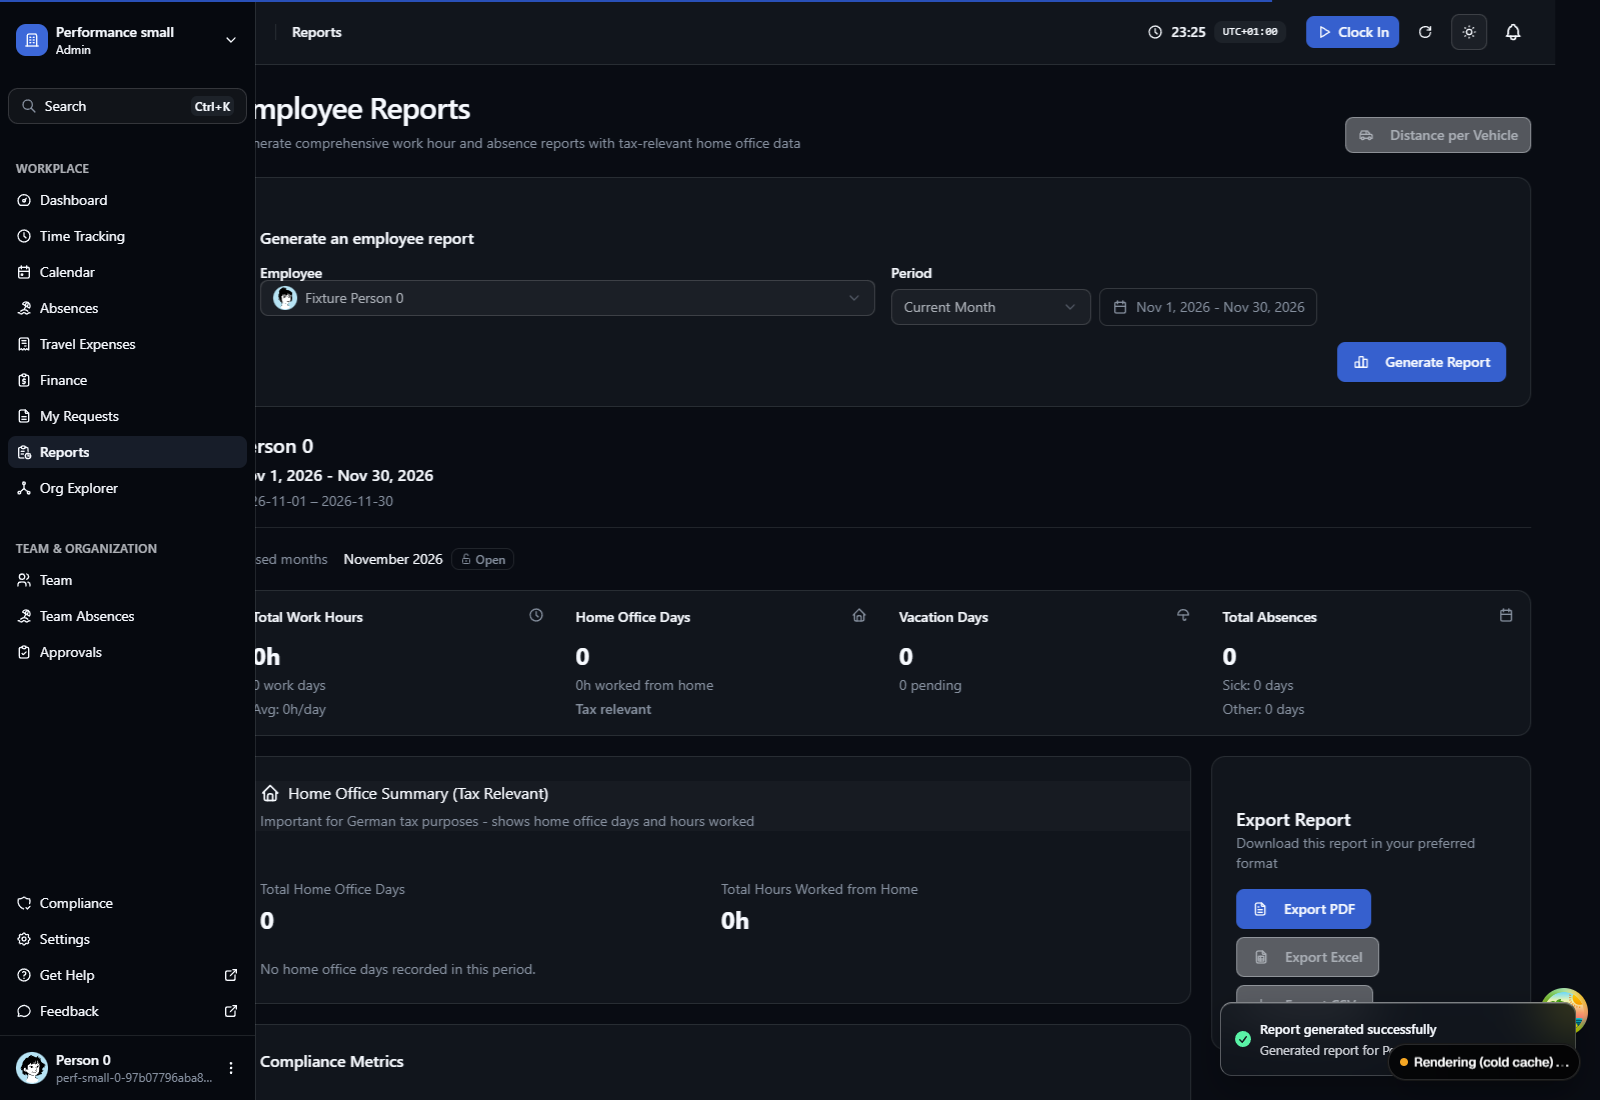 Performance small
Admin
Search
Ctrl+K
WORKPLACE
Dashboard
Time Tracking
Calendar
Absences
Travel Expenses
Finance
My Requests
Reports
Org Explorer
TEAM & ORGANIZATION
Team
Team Absences
Approvals
Compliance
Settings
Get Help
Feedback
Person 0
perf-small-0-97b07796aba8...
Reports
23:25
UTC+01:00
Clock In
mployee Reports
nerate comprehensive work hour and absence reports with tax-relevant home office data
Distance per Vehicle
Generate an employee report
Employee
Fixture Person 0
Period
Current Month
Nov 1, 2026 - Nov 30, 2026
Generate Report
erson 0
ov 1, 2026 - Nov 30, 2026
26-11-01 – 2026-11-30
sed months
November 2026
Open
Total Work Hours
0h
0 work days
Avg: 0h/day
Home Office Days
0
0h worked from home
Tax relevant
Vacation Days
0
0 pending
Total Absences
0
Sick: 0 days
Other: 0 days
Home Office Summary (Tax Relevant)
Important for German tax purposes - shows home office days and hours worked
Total Home Office Days
0
Total Hours Worked from Home
0h
No home office days recorded in this period.
Compliance Metrics
Export Report
Download this report in your preferred
format
Export PDF
Export Excel
Report generated successfully
Generated report for
Rendering (cold cache)...